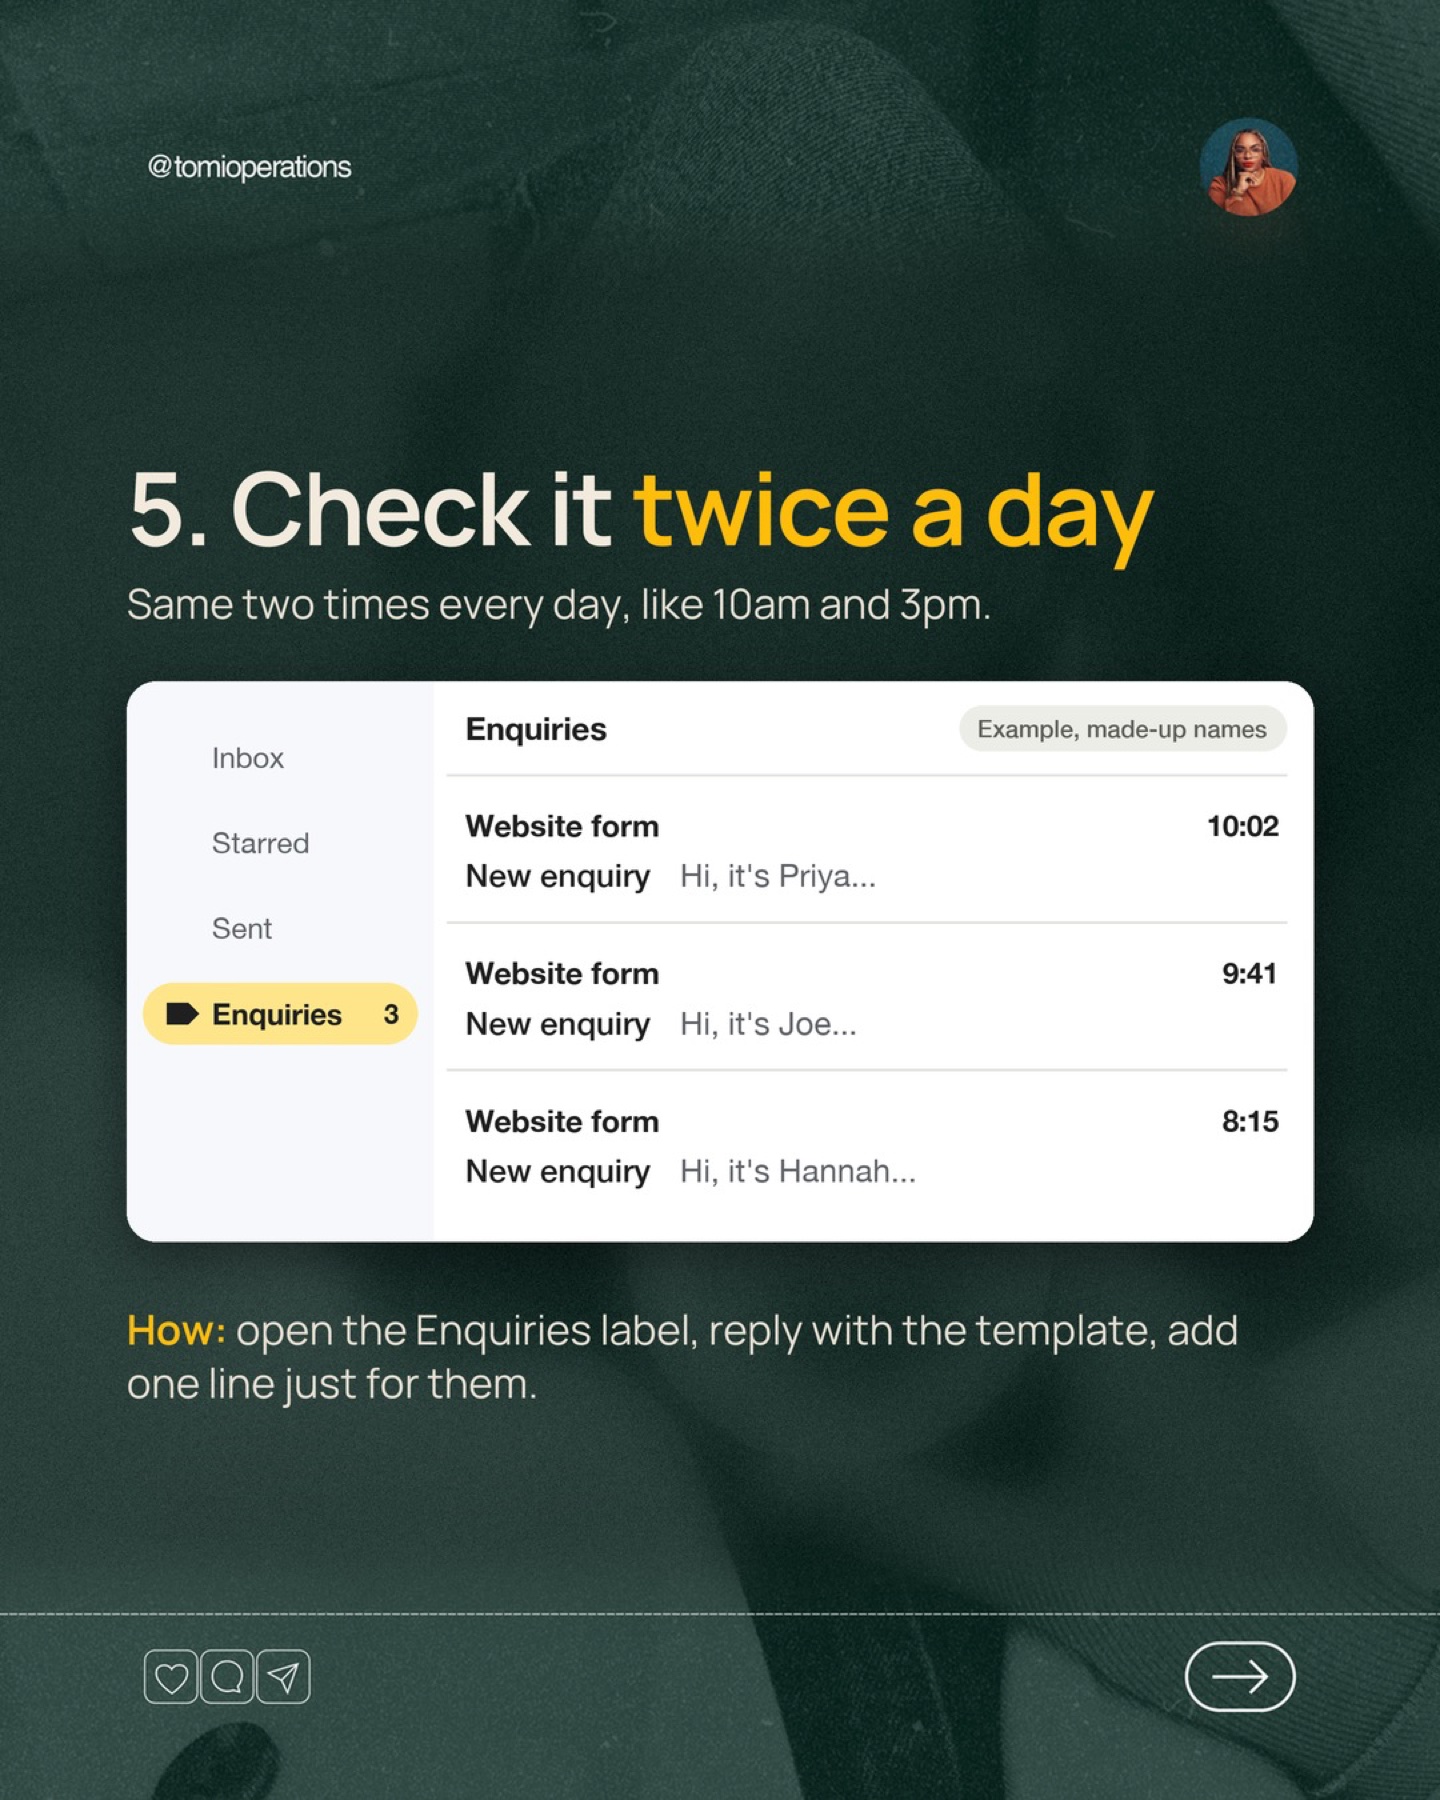 @tomioperations
5. Check it twice a day
Same two times every day, like 10am and 3pm.
Inbox
Starred
Sent
Enquiries 3
Enquiries
Example, made-up names
Website form 10:02
New enquiry Hi, it's Priya...
Website form 9:41
New enquiry Hi, it's Joe...
Website form 8:15
New enquiry Hi, it's Hannah...
How: open the Enquiries label, reply with the template, add
one line just for them.